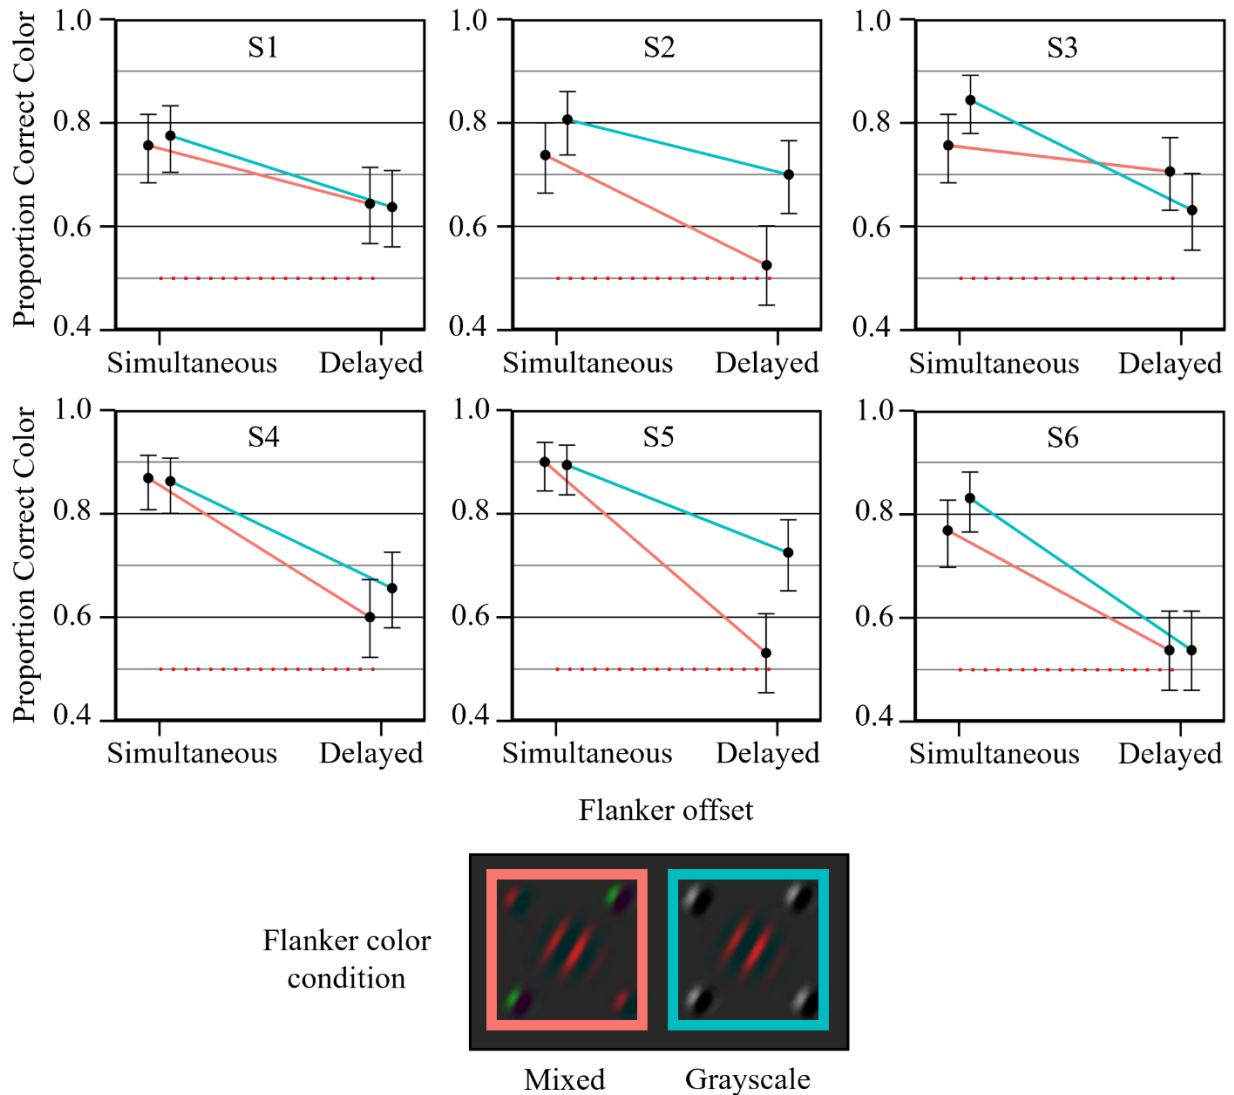 Proportion Correct Color
1.0
0.8
0.6
0.4
S1
Simultaneous Delayed
1.0
0.8
0.6
0.4
S2
Simultaneous Delayed
1.0
0.8
0.6
0.4
S3
Simultaneous Delayed
Proportion Correct Color
1.0
0.8
0.6
0.4
S4
Simultaneous Delayed
1.0
0.8
0.6
0.4
S5
Simultaneous Delayed
1.0
0.8
0.6
0.4
S6
Simultaneous Delayed
Flanker offset
Flanker color
condition
Mixed Grayscale